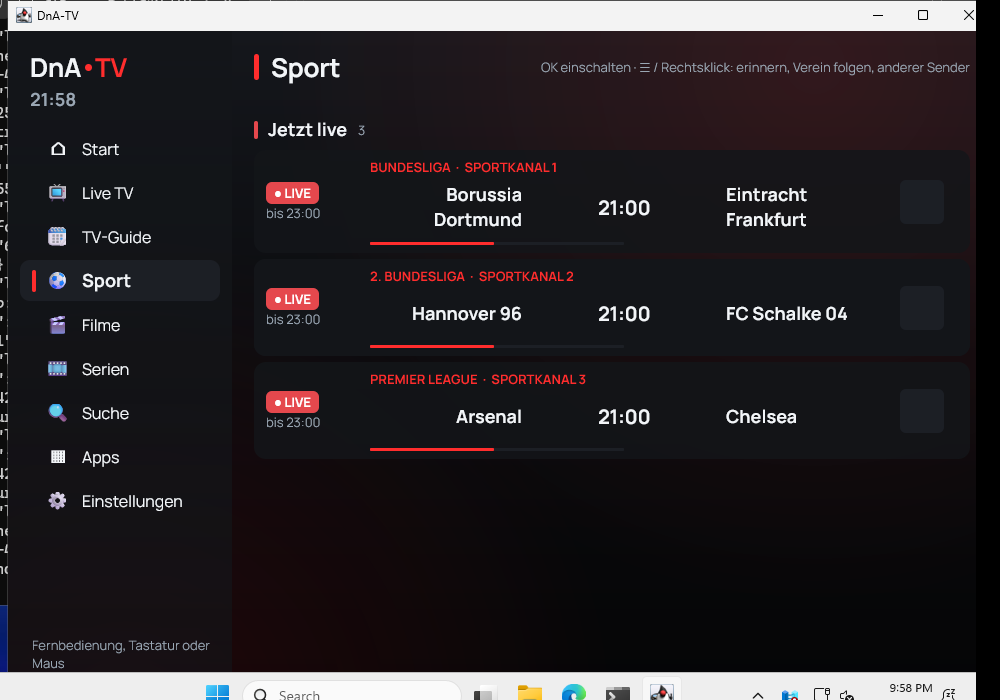 DnA-TV
DnA•TV
21:58
Start
Live TV
TV-Guide
Sport
Filme
Serien
Suche
Apps
Einstellungen
Fernbedienung, Tastatur oder
Maus
Sport
OK einschalten · ☰ / Rechtsklick: erinnern, Verein folgen, anderer Sender
Jetzt live 3
BUNDESLIGA · SPORTKANAL 1
LIVE
bis 23:00
Borussia
Dortmund
21:00
Eintracht
Frankfurt
2. BUNDESLIGA · SPORTKANAL 2
LIVE
bis 23:00
Hannover 96
21:00
FC Schalke 04
PREMIER LEAGUE · SPORTKANAL 3
LIVE
bis 23:00
Arsenal
21:00
Chelsea
Search
9:58 PM